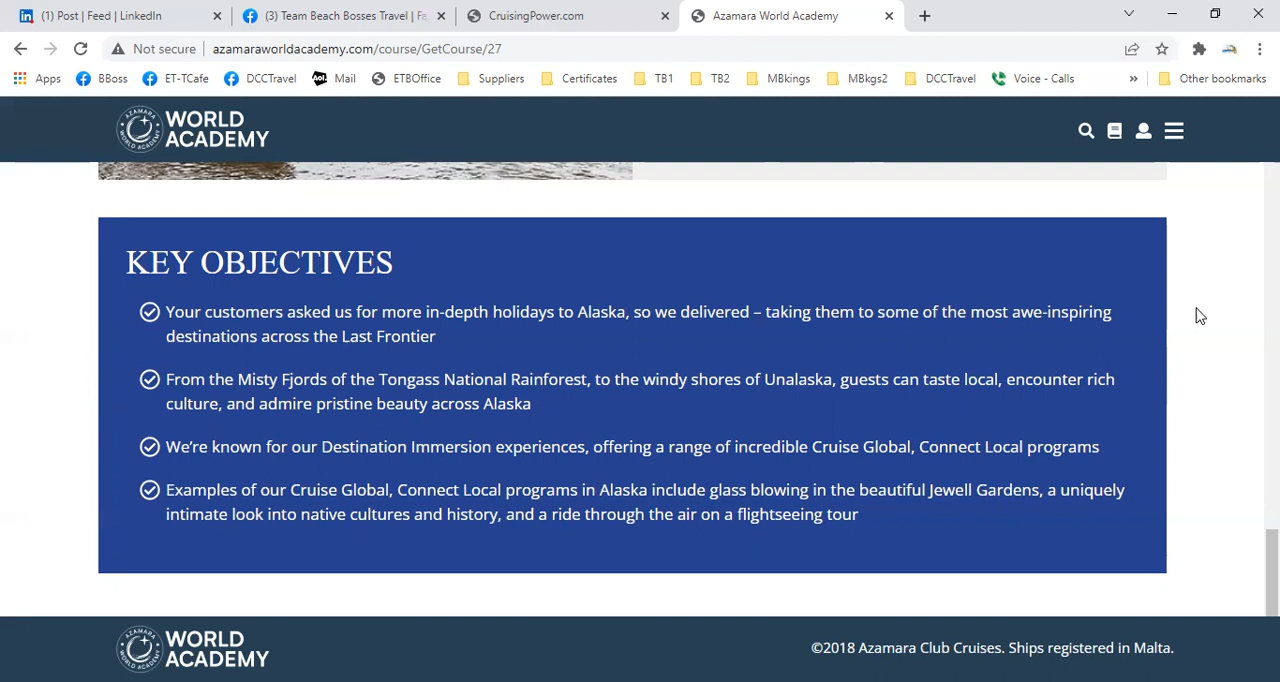 (1) Post | Feed | LinkedIn
(3) Team Beach Bosses Travel | Fa
CruisingPower.com
Azamara World Academy
Not secure
azamaraworldacademy.com/course/GetCourse/27
Apps
BBoss
ET-TCafe
DCCTravel
Aol.
Mail
ETBOffice
Suppliers
Certificates
TB1
TB2
MBkings
MBkgs2
DCCTravel
Voice - Calls
»
Other bookmarks
AZAMARA
WORLD ACADEMY
WORLD
ACADEMY
KEY OBJECTIVES
Your customers asked us for more in-depth holidays to Alaska, so we delivered – taking them to some of the most awe-inspiring
destinations across the Last Frontier
From the Misty Fjords of the Tongass National Rainforest, to the windy shores of Unalaska, guests can taste local, encounter rich
culture, and admire pristine beauty across Alaska
We’re known for our Destination Immersion experiences, offering a range of incredible Cruise Global, Connect Local programs
Examples of our Cruise Global, Connect Local programs in Alaska include glass blowing in the beautiful Jewell Gardens, a uniquely
intimate look into native cultures and history, and a ride through the air on a flightseeing tour
AZAMARA
WORLD ACADEMY
WORLD
ACADEMY
©2018 Azamara Club Cruises. Ships registered in Malta.